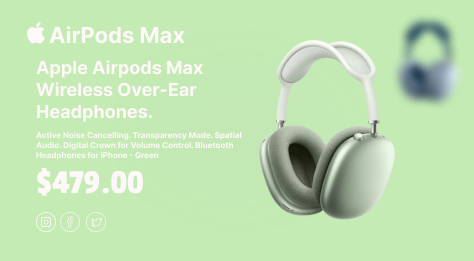 AirPods Max
Apple Airpods Max
Wireless Over-Ear
Headphones.
Active Noise Cancelling. Transparency Mode. Spatial
Audio. Digital Crown for Volume Control. Bluetooth
Headphones for iPhone - Green
$479.00